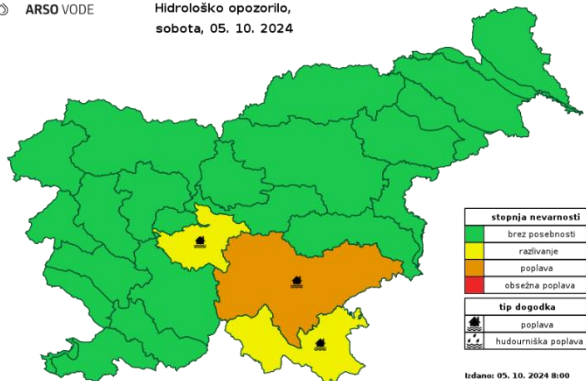 ARSO VODE
Hidrološko opozorilo,
sobota, 05. 10. 2024
stopnja nevarnosti
brez posebnosti
razlivanje
poplava
obsežna poplava
tip dogodka
poplava
hudourniška poplava
Izdano: 05. 10. 2024 8:00